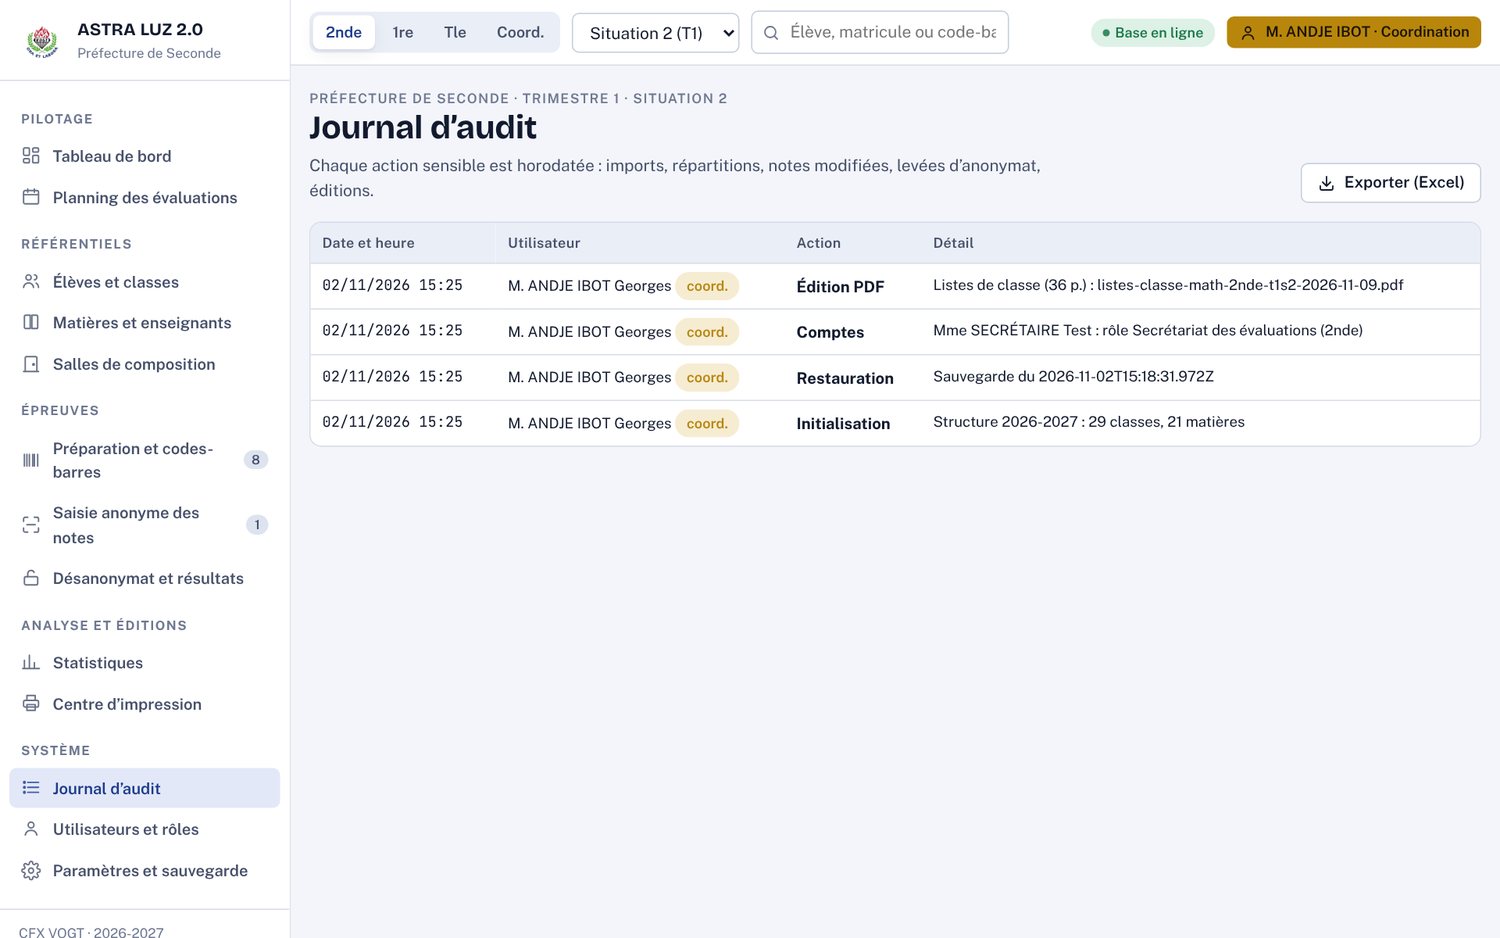 ASTRA LUZ 2.0
Préfecture de Seconde
PILOTAGE
Tableau de bord
Planning des évaluations
RÉFÉRENTIELS
Élèves et classes
Matières et enseignants
Salles de composition
ÉPREUVES
Préparation et codes-
barres
8
Saisie anonyme des
notes
1
Désanonymat et résultats
ANALYSE ET ÉDITIONS
Statistiques
Centre d’impression
SYSTÈME
Journal d’audit
Utilisateurs et rôles
Paramètres et sauvegarde
CFX VOGT · 2026-2027
2nde 1re Tle Coord.
Situation 2 (T1)
Élève, matricule ou code-ba
Base en ligne
M. ANDJE IBOT · Coordination
PRÉFECTURE DE SECONDE · TRIMESTRE 1 · SITUATION 2
Journal d’audit
Chaque action sensible est horodatée : imports, répartitions, notes modifiées, levées d’anonymat,
éditions.
Exporter (Excel)
Date et heure Utilisateur Action Détail
02/11/2026 15:25 M. ANDJE IBOT Georges coord. Édition PDF Listes de classe (36 p.) : listes-classe-math-2nde-t1s2-2026-11-09.pdf
02/11/2026 15:25 M. ANDJE IBOT Georges coord. Comptes Mme SECRÉTAIRE Test : rôle Secrétariat des évaluations (2nde)
02/11/2026 15:25 M. ANDJE IBOT Georges coord. Restauration Sauvegarde du 2026-11-02T15:18:31.972Z
02/11/2026 15:25 M. ANDJE IBOT Georges coord. Initialisation Structure 2026-2027 : 29 classes, 21 matières